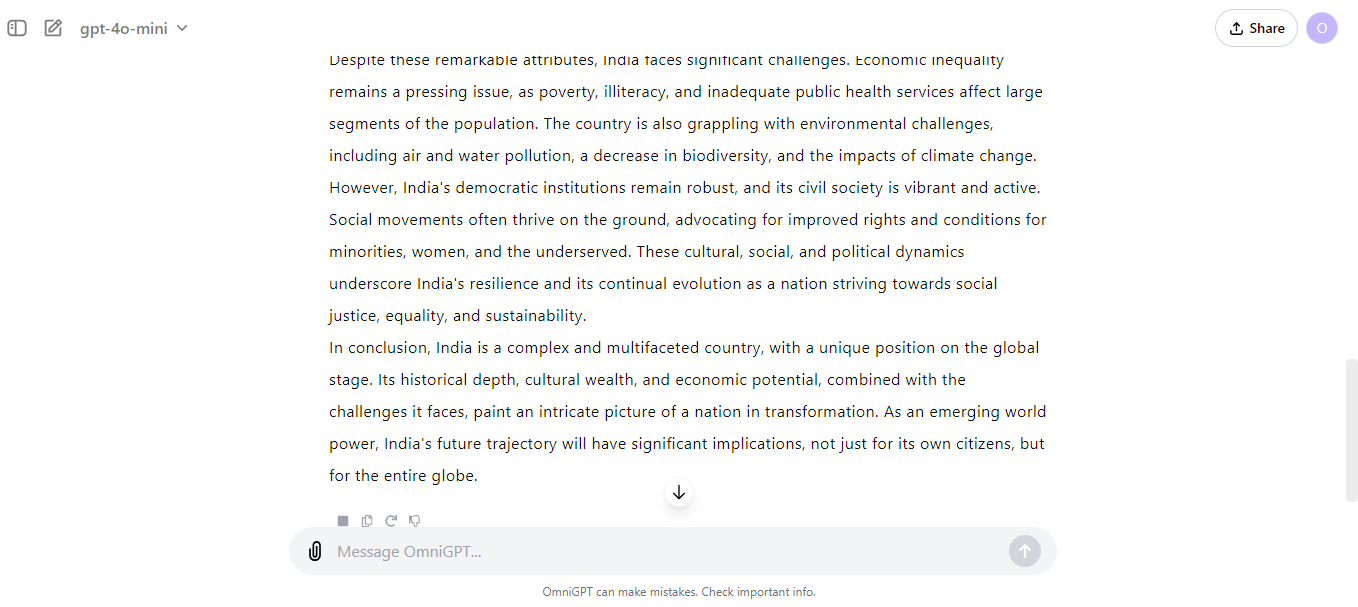 gpt-4o-mini
Share
O
Despite these remarkable attributes, India faces significant challenges. Economic inequality
remains a pressing issue, as poverty, illiteracy, and inadequate public health services affect large
segments of the population. The country is also grappling with environmental challenges,
including air and water pollution, a decrease in biodiversity, and the impacts of climate change.
However, India's democratic institutions remain robust, and its civil society is vibrant and active.
Social movements often thrive on the ground, advocating for improved rights and conditions for
minorities, women, and the underserved. These cultural, social, and political dynamics
underscore India's resilience and its continual evolution as a nation striving towards social
justice, equality, and sustainability.
In conclusion, India is a complex and multifaceted country, with a unique position on the global
stage. Its historical depth, cultural wealth, and economic potential, combined with the
challenges it faces, paint an intricate picture of a nation in transformation. As an emerging world
power, India's future trajectory will have significant implications, not just for its own citizens, but
for the entire globe.
Message OmniGPT...
OmniGPT can make mistakes. Check important info.